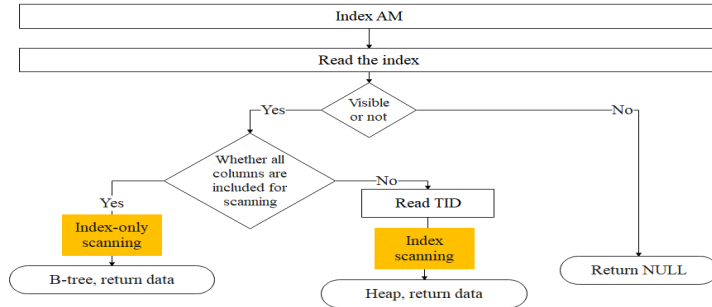 Index AM
Read the index
Visible
or not
Yes
No
Whether all
columns are
included for
scanning
Yes
No
Read TID
Index-only
scanning
Index
scanning
B-tree, return data
Heap, return data
Return NULL